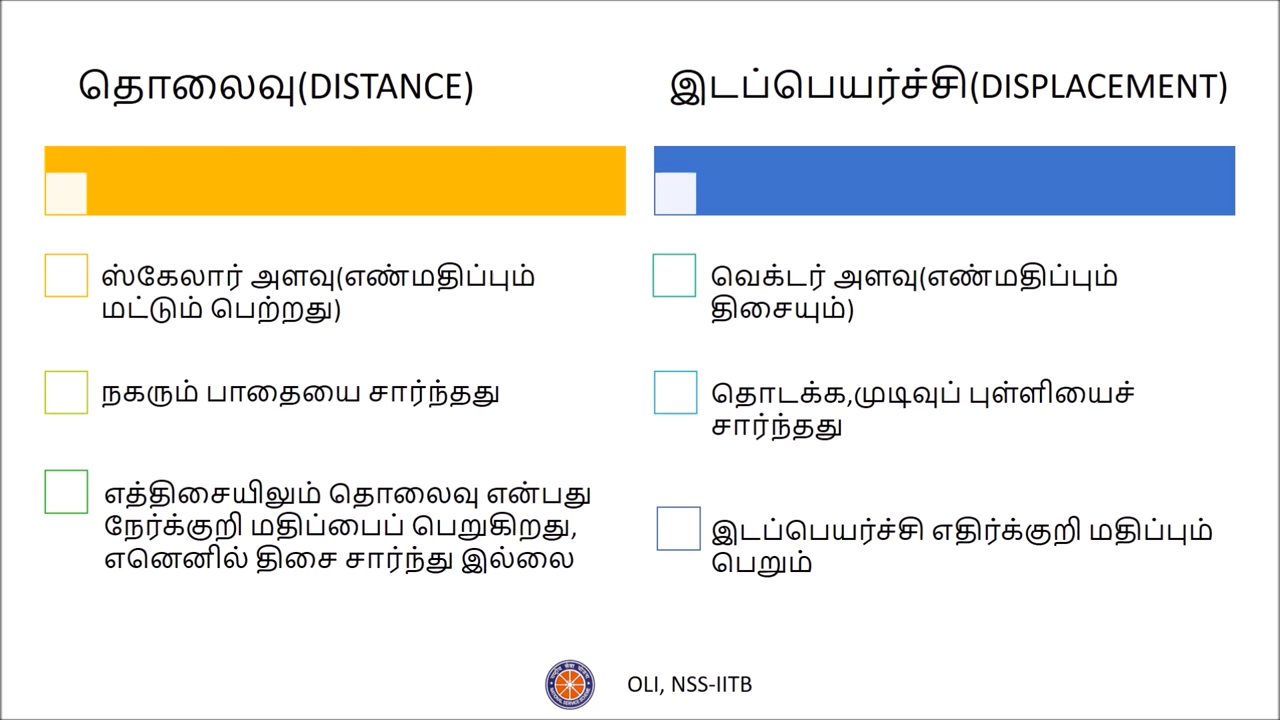 தொலைவு(DISTANCE)
ஸ்கேலார் அளவு(எண்மதிப்பும்
மட்டும் பெற்றது)
நகரும் பாதையை சார்ந்தது
எத்திசையிலும் தொலைவு என்பது
நேர்க்குறி மதிப்பைப் பெறுகிறது,
எனெனில் திசை சார்ந்து இல்லை
இடப்பெயர்ச்சி(DISPLACEMENT)
வெக்டர் அளவு(எண்மதிப்பும்
திசையும்)
தொடக்க,முடிவுப் புள்ளியைச்
சார்ந்தது
இடப்பெயர்ச்சி எதிர்க்குறி மதிப்பும்
பெறும்
OLI, NSS-IITB